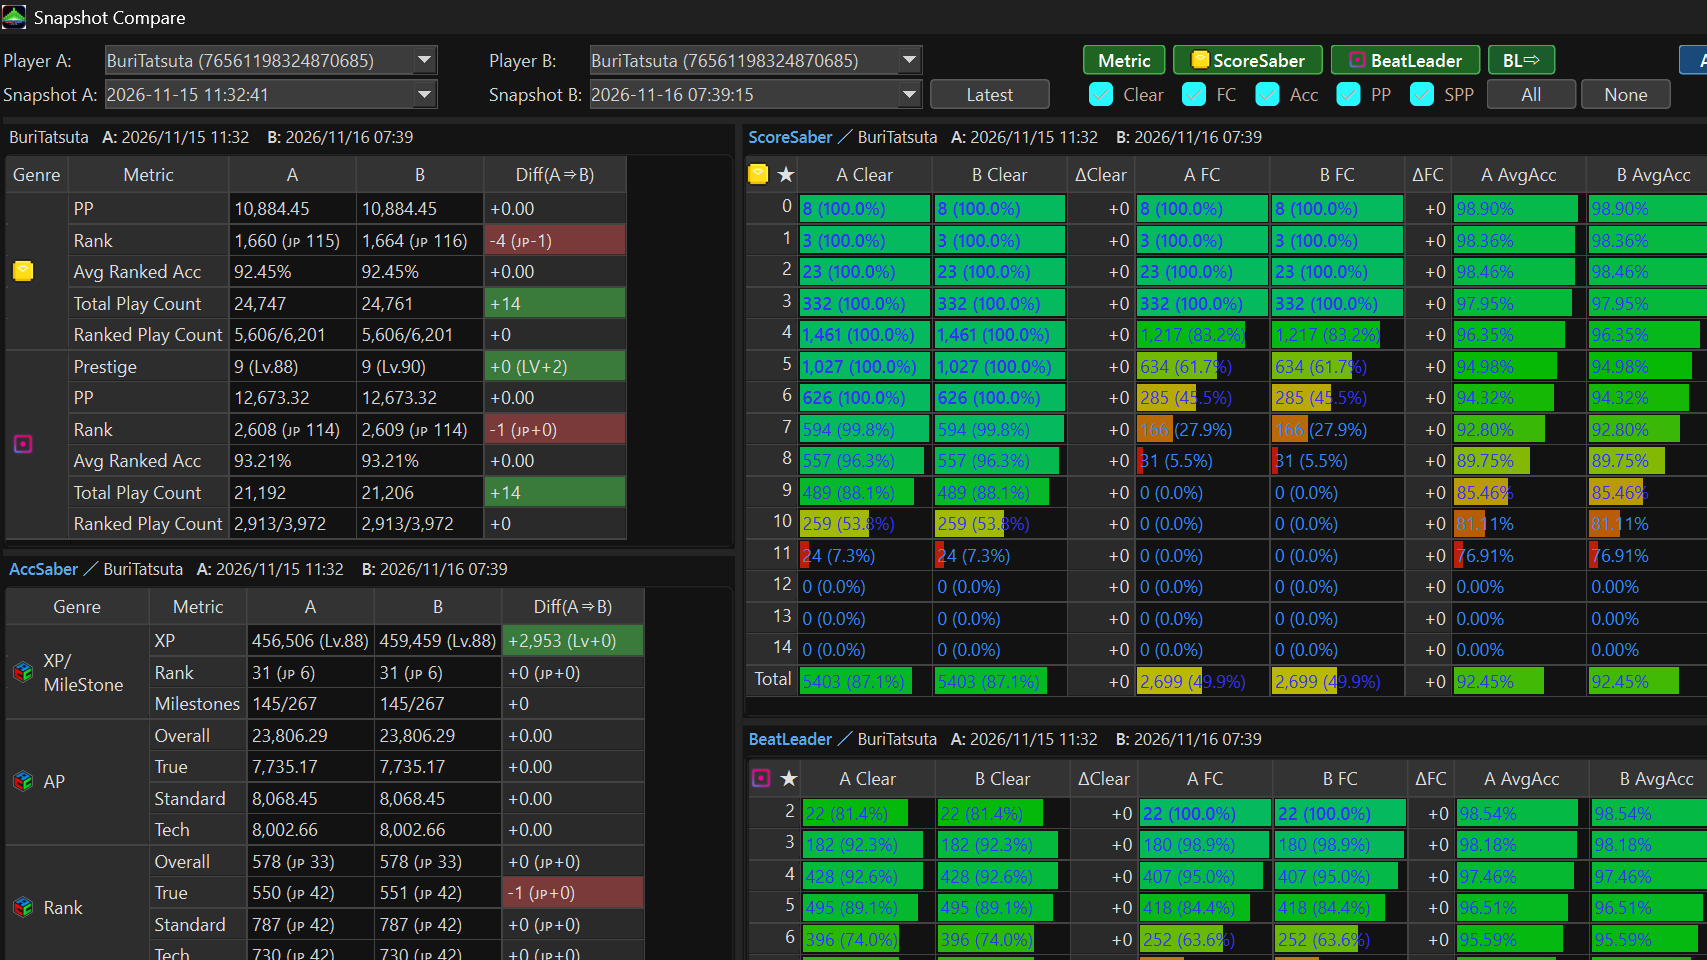 Snapshot Compare
Player A: BuriTatsuta (76561198324870685) Player B: BuriTatsuta (76561198324870685) Metric ScoreSaber BeatLeader BL⇨
Snapshot A: 2026-11-15 11:32:41 Snapshot B: 2026-11-16 07:39:15 Latest Clear FC Acc PP SPP All None
BuriTatsuta A: 2026/11/15 11:32 B: 2026/11/16 07:39
Genre Metric A B Diff(A⇒B)
PP 10,884.45 10,884.45 +0.00
Rank 1,660 (JP 115) 1,664 (JP 116) -4 (JP-1)
Avg Ranked Acc 92.45% 92.45% +0.00
Total Play Count 24,747 24,761 +14
Ranked Play Count 5,606/6,201 5,606/6,201 +0
Prestige 9 (Lv.88) 9 (Lv.90) +0 (LV+2)
PP 12,673.32 12,673.32 +0.00
Rank 2,608 (JP 114) 2,609 (JP 114) -1 (JP+0)
Avg Ranked Acc 93.21% 93.21% +0.00
Total Play Count 21,192 21,206 +14
Ranked Play Count 2,913/3,972 2,913/3,972 +0
AccSaber / BuriTatsuta A: 2026/11/15 11:32 B: 2026/11/16 07:39
Genre Metric A B Diff(A⇒B)
XP/
MileStone
XP 456,506 (Lv.88) 459,459 (Lv.88) +2,953 (Lv+0)
Rank 31 (JP 6) 31 (JP 6) +0 (JP+0)
Milestones 145/267 145/267 +0
AP
Overall 23,806.29 23,806.29 +0.00
True 7,735.17 7,735.17 +0.00
Standard 8,068.45 8,068.45 +0.00
Tech 8,002.66 8,002.66 +0.00
Rank
Overall 578 (JP 33) 578 (JP 33) +0 (JP+0)
True 550 (JP 42) 551 (JP 42) -1 (JP+0)
Standard 787 (JP 42) 787 (JP 42) +0 (JP+0)
Tech 730 (JP 42) 730 (JP 42) +0 (JP+0)
ScoreSaber / BuriTatsuta A: 2026/11/15 11:32 B: 2026/11/16 07:39
★ A Clear B Clear ΔClear A FC B FC ΔFC A AvgAcc B AvgAcc
0 8 (100.0%) 8 (100.0%) +0 8 (100.0%) 8 (100.0%) +0 98.90% 98.90%
1 3 (100.0%) 3 (100.0%) +0 3 (100.0%) 3 (100.0%) +0 98.36% 98.36%
2 23 (100.0%) 23 (100.0%) +0 23 (100.0%) 23 (100.0%) +0 98.46% 98.46%
3 332 (100.0%) 332 (100.0%) +0 332 (100.0%) 332 (100.0%) +0 97.95% 97.95%
4 1,461 (100.0%) 1,461 (100.0%) +0 1,217 (83.2%) 1,217 (83.2%) +0 96.35% 96.35%
5 1,027 (100.0%) 1,027 (100.0%) +0 634 (61.7%) 634 (61.7%) +0 94.98% 94.98%
6 626 (100.0%) 626 (100.0%) +0 285 (45.5%) 285 (45.5%) +0 94.32% 94.32%
7 594 (99.8%) 594 (99.8%) +0 166 (27.9%) 166 (27.9%) +0 92.80% 92.80%
8 557 (96.3%) 557 (96.3%) +0 31 (5.5%) 31 (5.5%) +0 89.75% 89.75%
9 489 (88.1%) 489 (88.1%) +0 0 (0.0%) 0 (0.0%) +0 85.46% 85.46%
10 259 (53.8%) 259 (53.8%) +0 0 (0.0%) 0 (0.0%) +0 81.11% 81.11%
11 24 (7.3%) 24 (7.3%) +0 0 (0.0%) 0 (0.0%) +0 76.91% 76.91%
12 0 (0.0%) 0 (0.0%) +0 0 (0.0%) 0 (0.0%) +0 0.00% 0.00%
13 0 (0.0%) 0 (0.0%) +0 0 (0.0%) 0 (0.0%) +0 0.00% 0.00%
14 0 (0.0%) 0 (0.0%) +0 0 (0.0%) 0 (0.0%) +0 0.00% 0.00%
Total 5403 (87.1%) 5403 (87.1%) +0 2,699 (49.9%) 2,699 (49.9%) +0 92.45% 92.45%
BeatLeader / BuriTatsuta A: 2026/11/15 11:32 B: 2026/11/16 07:39
★ A Clear B Clear ΔClear A FC B FC ΔFC A AvgAcc B AvgAcc
2 22 (81.4%) 22 (81.4%) +0 22 (100.0%) 22 (100.0%) +0 98.54% 98.54%
3 182 (92.3%) 182 (92.3%) +0 180 (98.9%) 180 (98.9%) +0 98.18% 98.18%
4 428 (92.6%) 428 (92.6%) +0 407 (95.0%) 407 (95.0%) +0 97.46% 97.46%
5 495 (89.1%) 495 (89.1%) +0 418 (84.4%) 418 (84.4%) +0 96.51% 96.51%
6 396 (74.0%) 396 (74.0%) +0 252 (63.6%) 252 (63.6%) +0 95.59% 95.59%